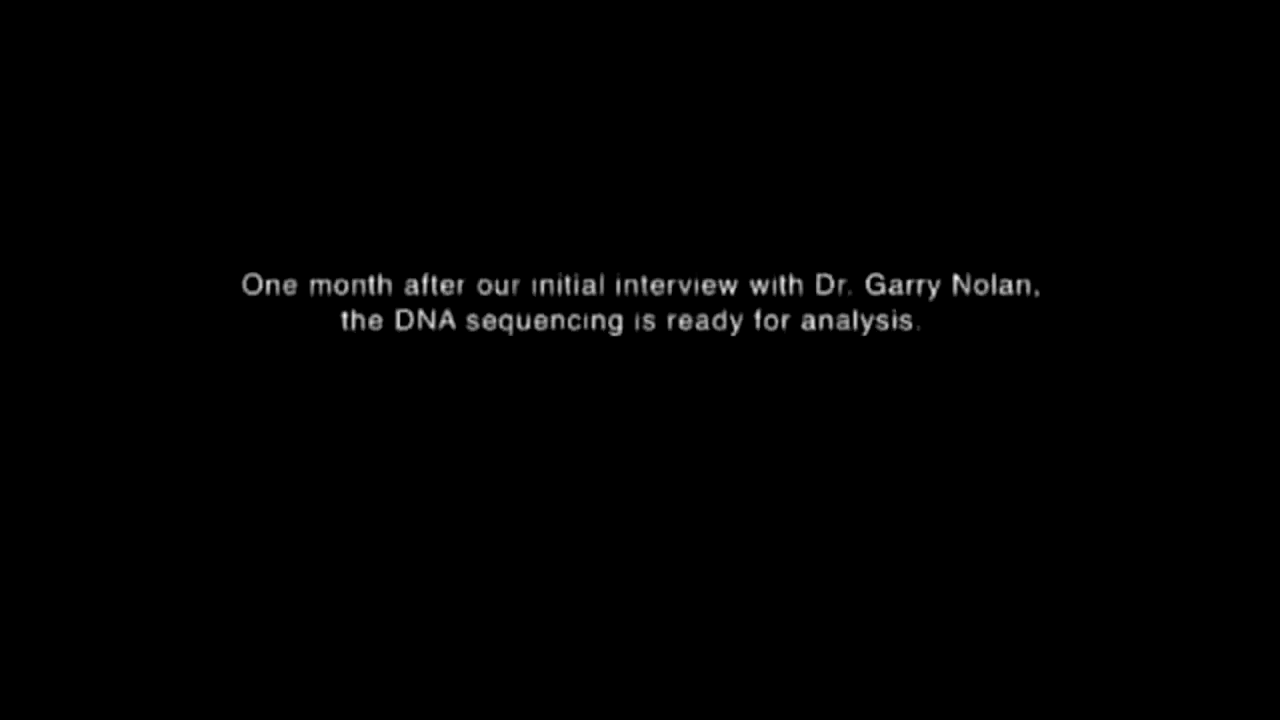 One month after our initial interview with Dr. Garry Nolan,
the DNA sequencing is ready for analysis.